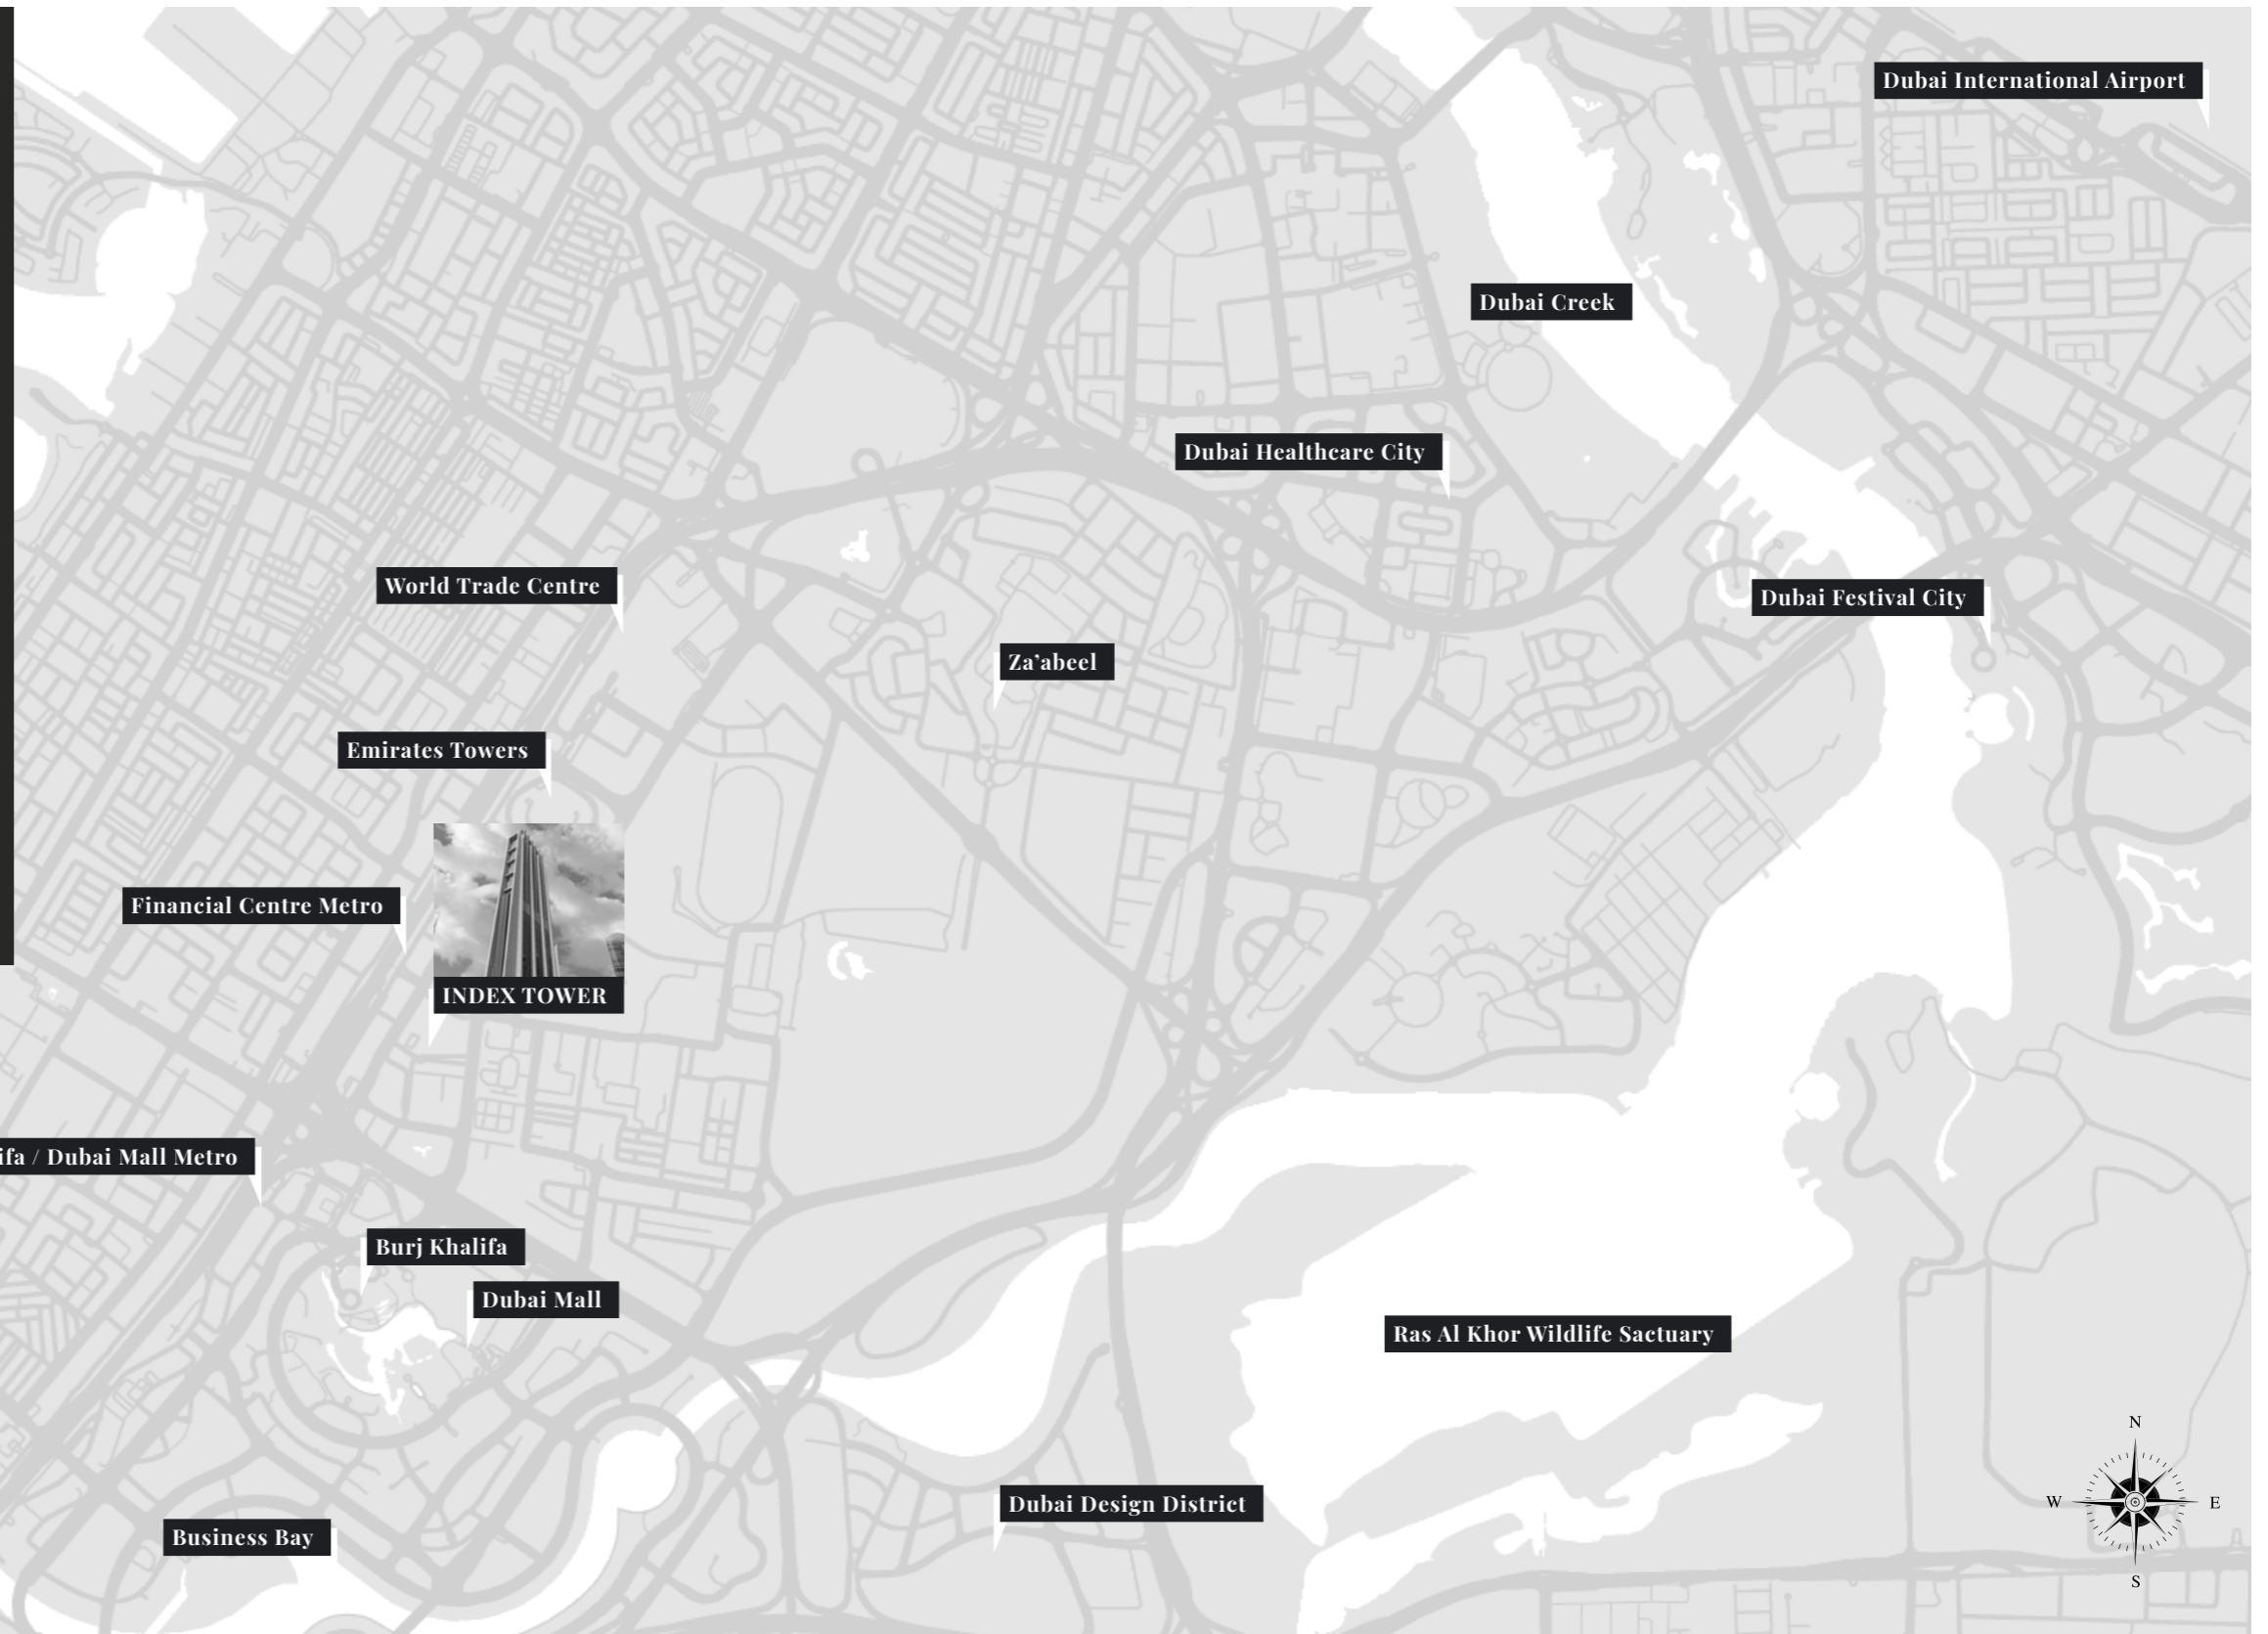 Dubai International Airport
Dubai Creek
Dubai Healthcare City
World Trade Centre
Dubai Festival City
Za’abeel
Emirates Towers
Financial Centre Metro
INDEX TOWER
/ Dubai Mall Metro
Burj Khalifa
Dubai Mall
Ras Al Khor Wildlife Sactuary
N
W
E
S
Dubai Design District
Business Bay